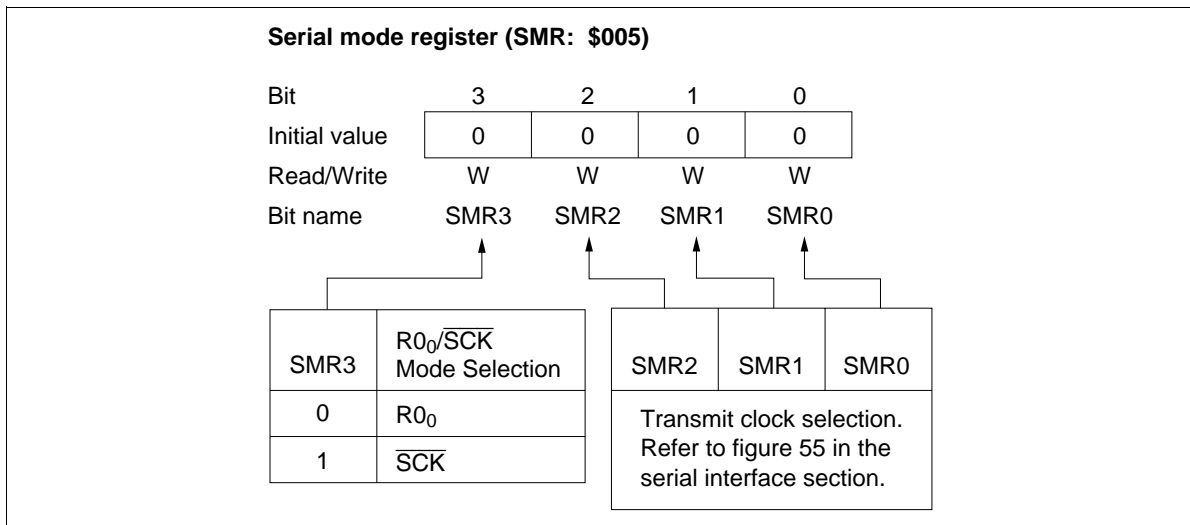 Serial mode register (SMR: $005)
Bit 3 2 1 0
Initial value 0 0 0 0
Read/Write W W W W
Bit name SMR3 SMR2 SMR1 SMR0
SMR3 R0₀/S̅C̅K̅
Mode Selection
0 R0₀
1 S̅C̅K̅
SMR2 SMR1 SMR0
Transmit clock selection.
Refer to figure 55 in the
serial interface section.